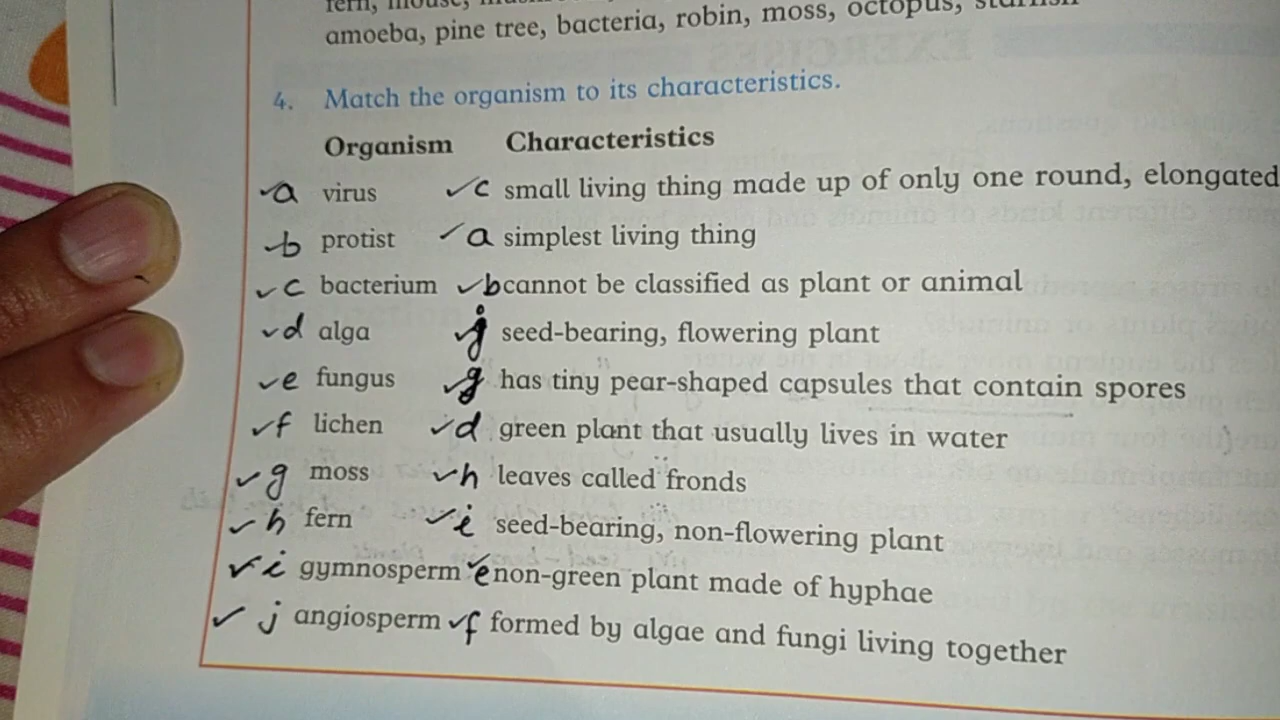 fern, mouse,
amoeba, pine tree, bacteria, robin, moss, octopus, starfish
4. Match the organism to its characteristics.
Organism Characteristics
✓a virus ✓c small living thing made up of only one round, elongated
✓b protist ✓a simplest living thing
✓c bacterium ✓b cannot be classified as plant or animal
✓d alga ✓j seed-bearing, flowering plant
✓e fungus ✓g has tiny pear-shaped capsules that contain spores
✓f lichen ✓d green plant that usually lives in water
✓g moss ✓h leaves called fronds
✓h fern ✓i seed-bearing, non-flowering plant
✓i gymnosperm ✓e non-green plant made of hyphae
✓j angiosperm ✓f formed by algae and fungi living together